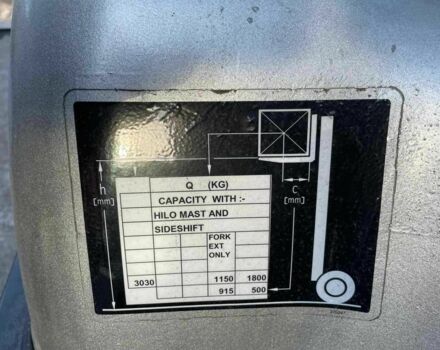 h
[mm]
Q (KG)
CAPACITY WITH :-
HILO MAST AND
SIDESHIFT
FORK
EXT
ONLY
3030 1150 1800
915 500
c
[mm]